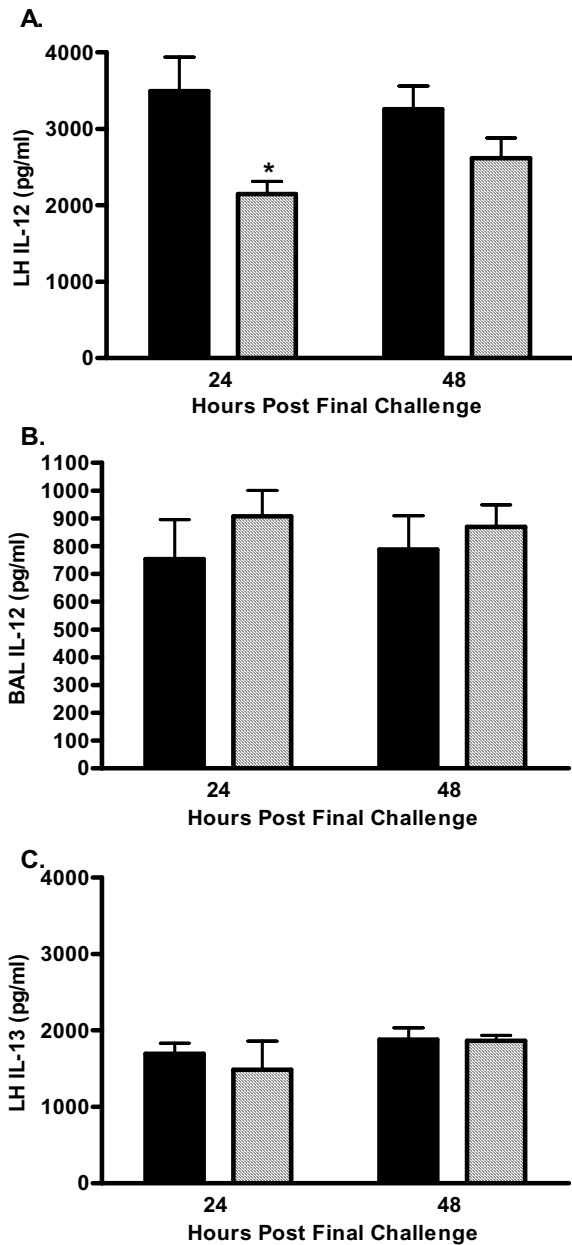 A.
LH IL-12 (pg/ml)
4000
3000
2000
1000
0
*
24 48
Hours Post Final Challenge
B.
BAL IL-12 (pg/ml)
1100
1000
900
800
700
600
500
400
300
200
100
0
24 48
Hours Post Final Challenge
C.
LH IL-13 (pg/ml)
4000
3000
2000
1000
0
24 48
Hours Post Final Challenge